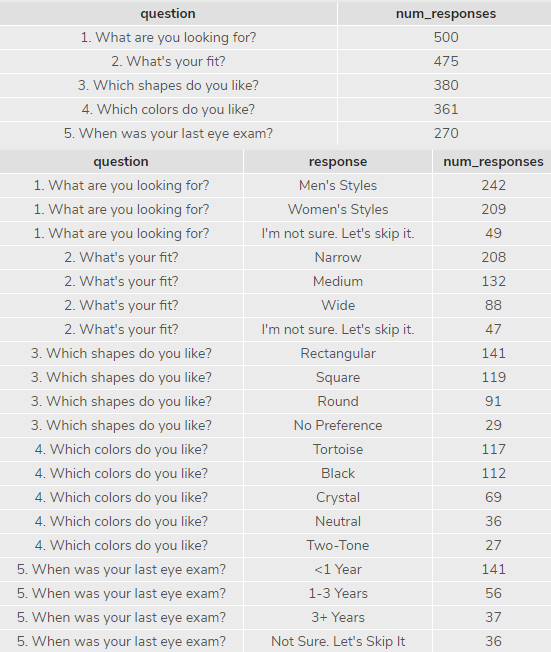 question num_responses
1. What are you looking for? 500
2. What's your fit? 475
3. Which shapes do you like? 380
4. Which colors do you like? 361
5. When was your last eye exam? 270
question response num_responses
1. What are you looking for? Men's Styles 242
1. What are you looking for? Women's Styles 209
1. What are you looking for? I'm not sure. Let's skip it. 49
2. What's your fit? Narrow 208
2. What's your fit? Medium 132
2. What's your fit? Wide 88
2. What's your fit? I'm not sure. Let's skip it. 47
3. Which shapes do you like? Rectangular 141
3. Which shapes do you like? Square 119
3. Which shapes do you like? Round 91
3. Which shapes do you like? No Preference 29
4. Which colors do you like? Tortoise 117
4. Which colors do you like? Black 112
4. Which colors do you like? Crystal 69
4. Which colors do you like? Neutral 36
4. Which colors do you like? Two-Tone 27
5. When was your last eye exam? <1 Year 141
5. When was your last eye exam? 1-3 Years 56
5. When was your last eye exam? 3+ Years 37
5. When was your last eye exam? Not Sure. Let's Skip It 36